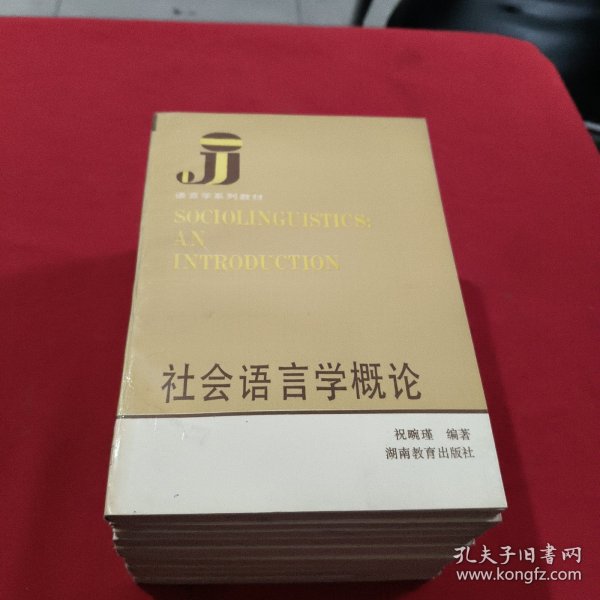 语言学系列教材
SOCIOLINGUISTICS:
AN
INTRODUCTION
社会语言学概论
祝畹瑾 编著
湖南教育出版社
孔夫子旧书网
www.kongfz.com